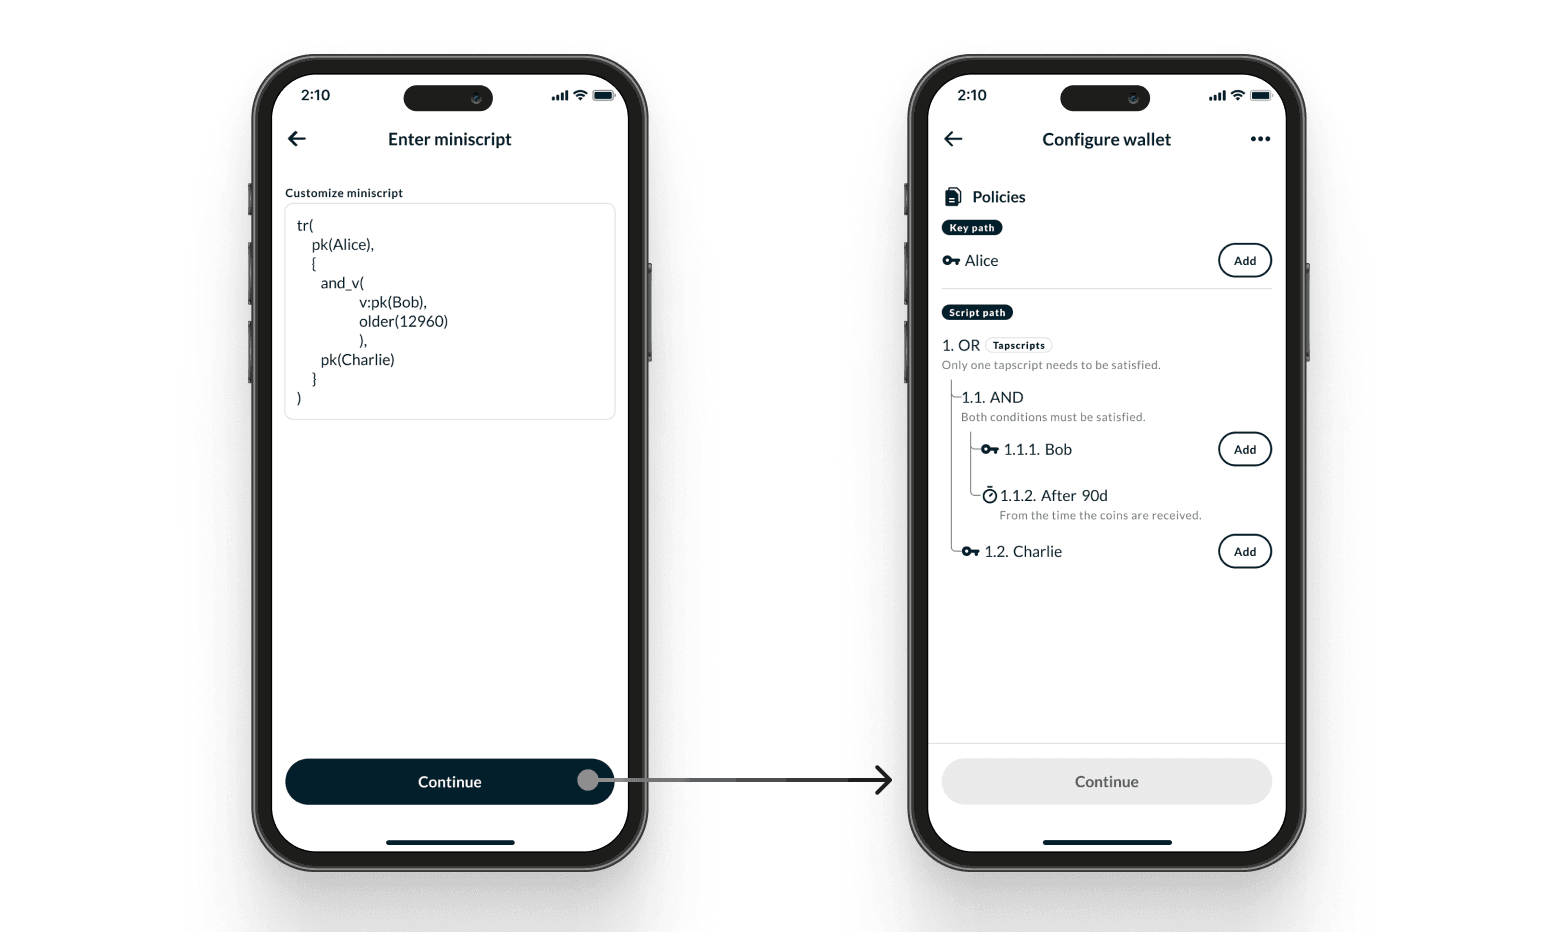 2:10
Enter miniscript
Customize miniscript
tr(
pk(Alice),
{
and_v(
v:pk(Bob),
older(12960)
),
pk(Charlie)
}
)
Continue
2:10
Configure wallet
Policies
Key path
Alice
Add
Script path
1. OR Tapscripts
Only one tapscript needs to be satisfied.
1.1. AND
Both conditions must be satisfied.
1.1.1. Bob
Add
1.1.2. After 90d
From the time the coins are received.
1.2. Charlie
Add
Continue